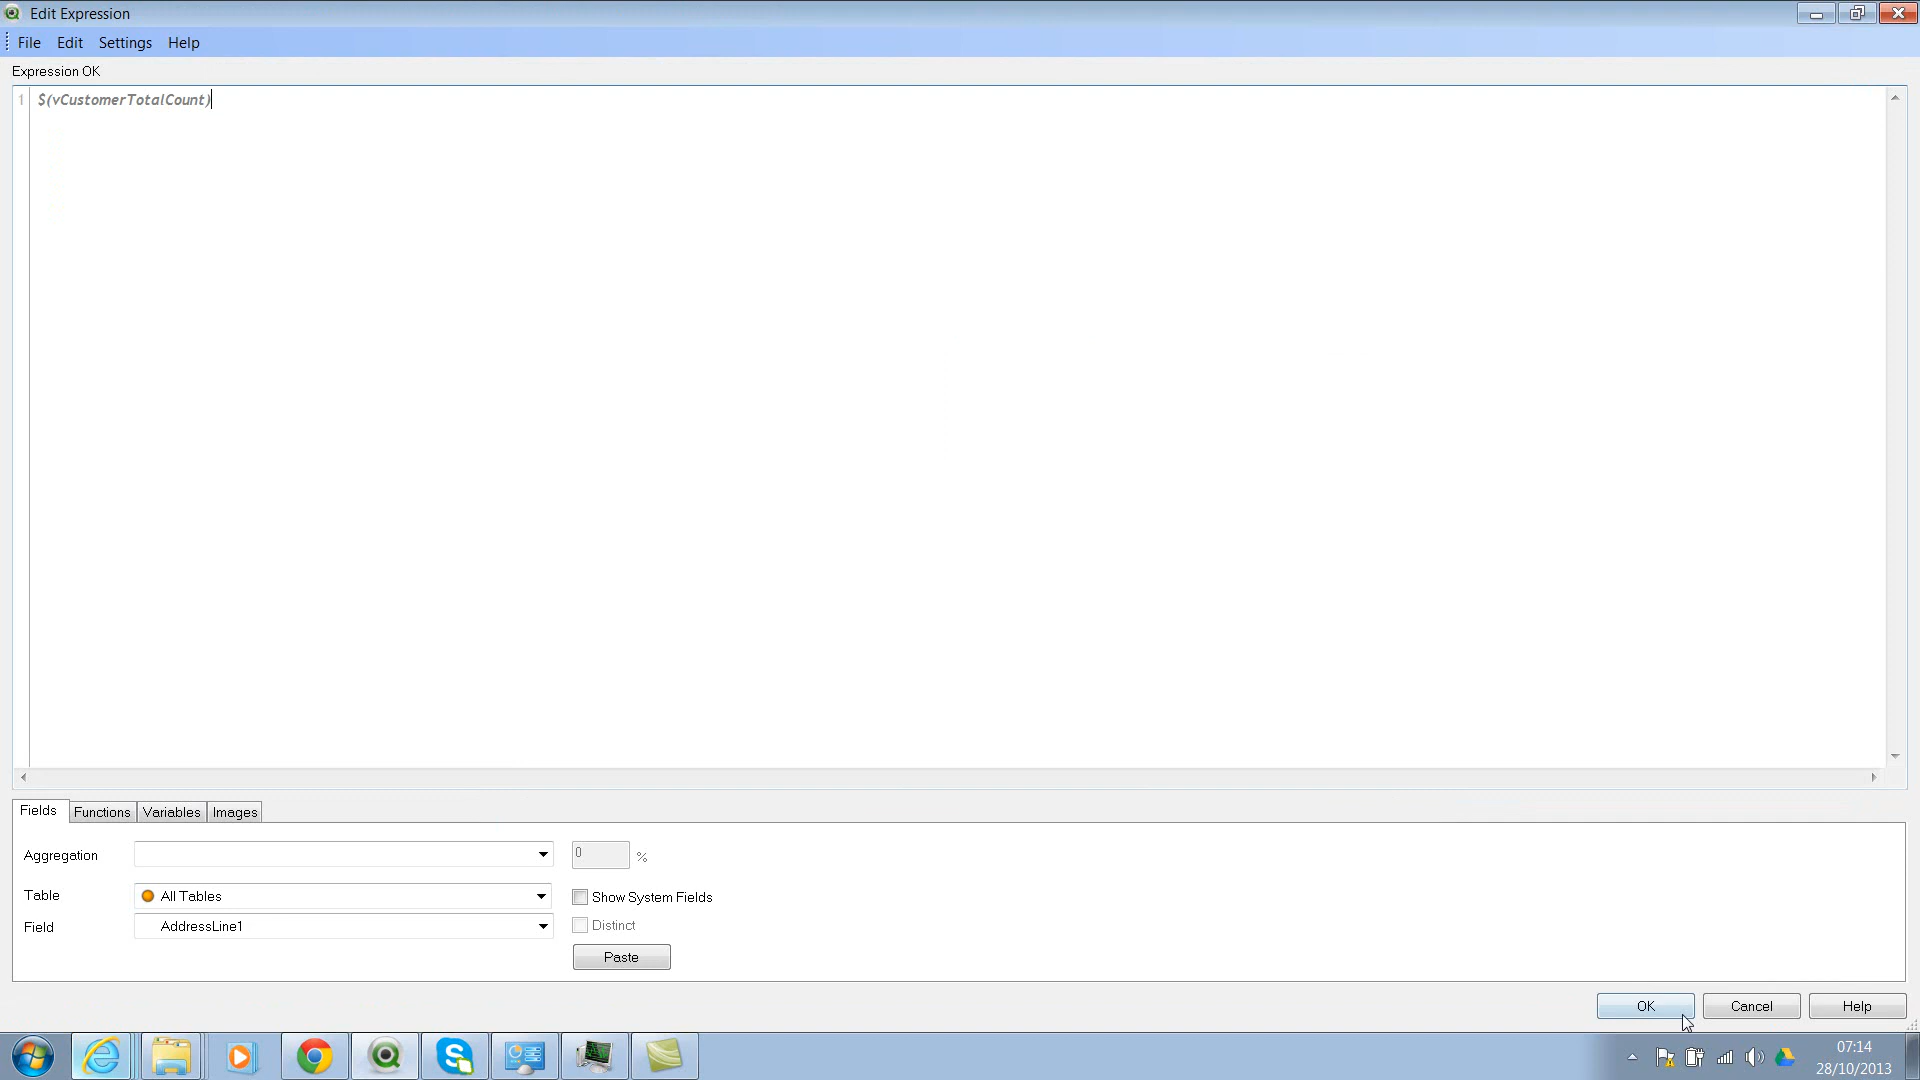 Edit Expression
File Edit Settings Help
Expression OK
1 $(vCustomerTotalCount)
Fields Functions Variables Images
Aggregation 0 %
Table All Tables Show System Fields
Field AddressLine1 Distinct
Paste
OK Cancel Help
07:14
28/10/2013